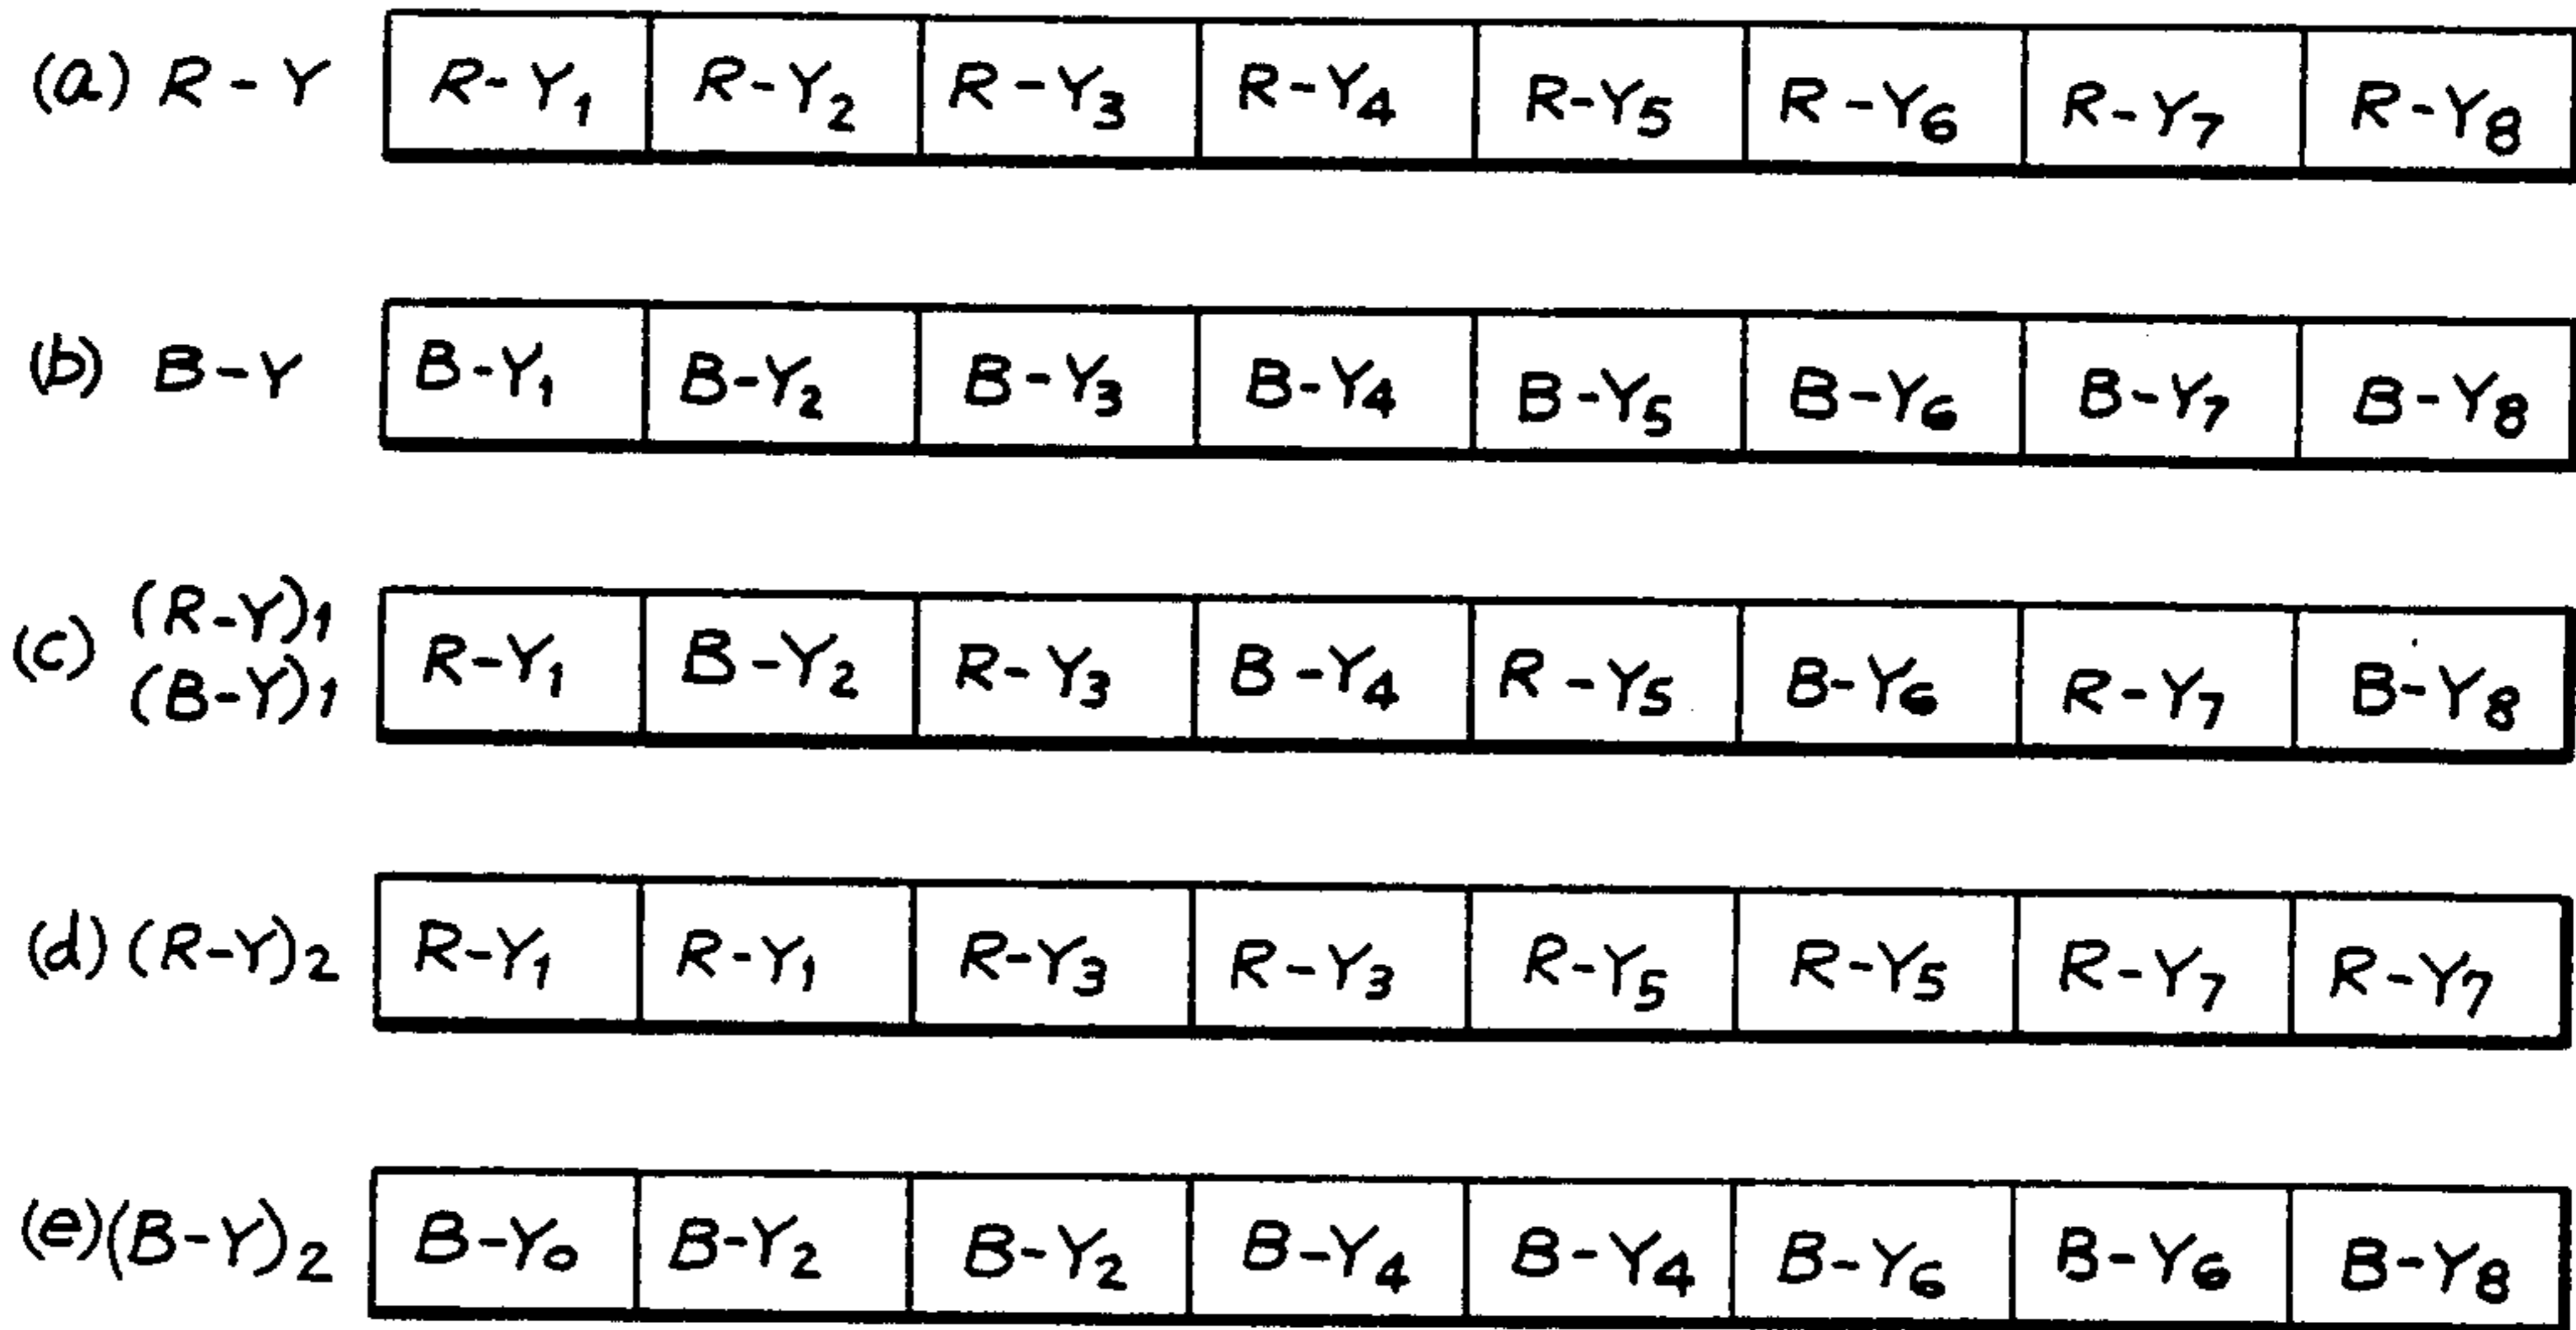 (a) R-Y R-Y₁ R-Y₂ R-Y₃ R-Y₄ R-Y₅ R-Y₆ R-Y₇ R-Y₈
(b) B-Y B-Y₁ B-Y₂ B-Y₃ B-Y₄ B-Y₅ B-Y₆ B-Y₇ B-Y₈
(c) (R-Y)₁
(B-Y)₁ R-Y₁ B-Y₂ R-Y₃ B-Y₄ R-Y₅ B-Y₆ R-Y₇ B-Y₈
(d) (R-Y)₂ R-Y₁ R-Y₁ R-Y₃ R-Y₃ R-Y₅ R-Y₅ R-Y₇ R-Y₇
(e) (B-Y)₂ B-Y₀ B-Y₂ B-Y₂ B-Y₄ B-Y₄ B-Y₆ B-Y₆ B-Y₈